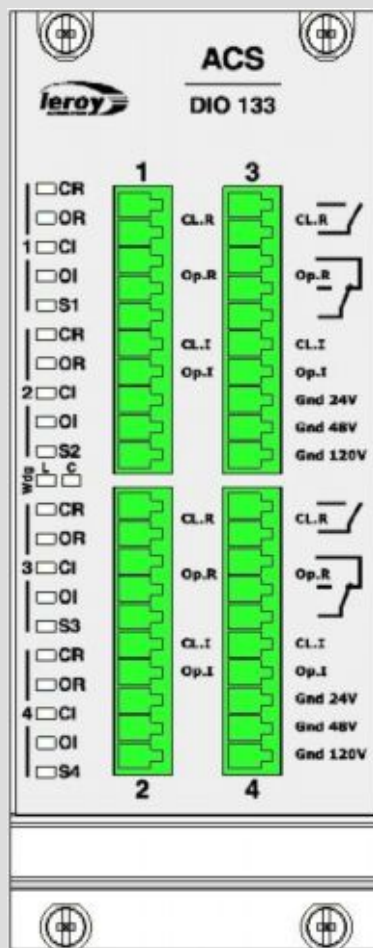 leroy
ACS
DIO 133
1 3
CR
OR
1 CI
OI
S1
CR
OR
2 CI
OI
S2
Wdg L C
CR
OR
3 CI
OI
S3
CR
OR
4 CI
OI
S4
CL.R
Op.R
CL.I
Op.I
CL.R
Op.R
CL.I
Op.I
Gnd 24V
Gnd 48V
Gnd 120V
CL.R
Op.R
CL.I
Op.I
CL.R
Op.R
CL.I
Op.I
Gnd 24V
Gnd 48V
Gnd 120V
2 4